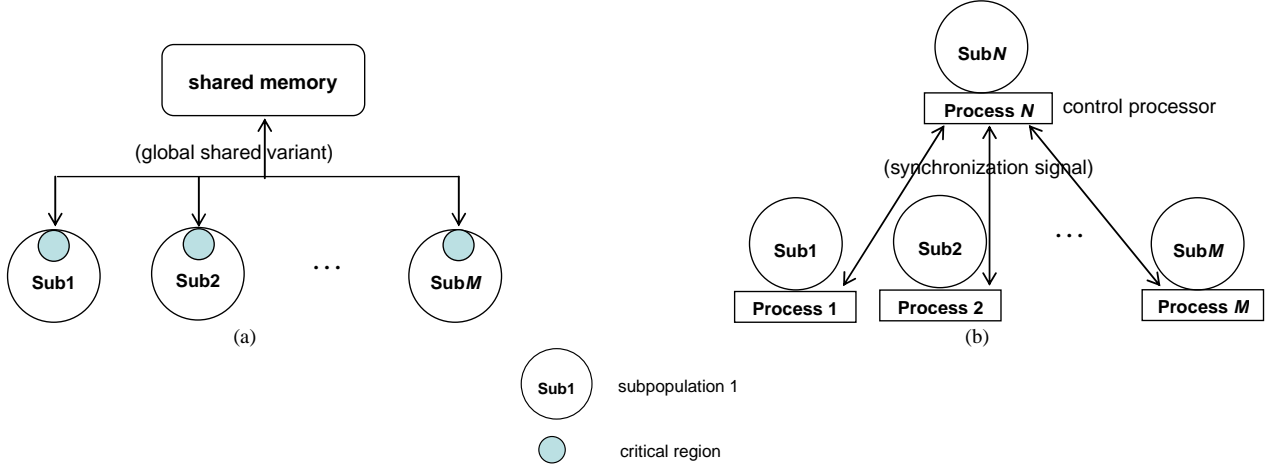 shared memory
(global shared variant)
Sub1
Sub2
...
SubM
(a)
SubN
Process N
control processor
(synchronization signal)
Sub1
Sub2
...
SubM
Process 1
Process 2
Process M
(b)
Sub1
subpopulation 1
critical region